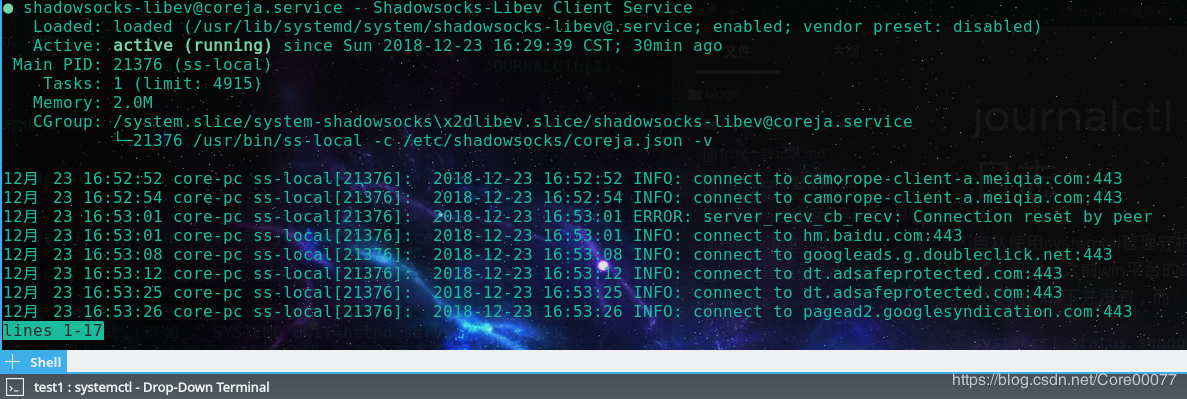 ● shadowsocks-libev@coreja.service -- Shadowsocks-Libev Client Service
Loaded: loaded (/usr/lib/systemd/system/shadowsocks-libev@.service; enabled; vendor preset: disabled)
Active: active (running) since Sun 2018-12-23 16:29:39 CST; 30min ago
Main PID: 21376 (ss-local)
Tasks: 1 (limit: 4915)
Memory: 2.0M
CGroup: /system.slice/system-shadowsocks\x2dlibev.slice/shadowsocks-libev@coreja.service
└─21376 /usr/bin/ss-local -c /etc/shadowsocks/coreja.json -v
12月 23 16:52:52 core-pc ss-local[21376]: 2018-12-23 16:52:52 INFO: connect to camorope-client-a.meiqia.com:443
12月 23 16:52:54 core-pc ss-local[21376]: 2018-12-23 16:52:54 INFO: connect to camorope-client-a.meiqia.com:443
12月 23 16:53:01 core-pc ss-local[21376]: 2018-12-23 16:53:01 ERROR: server_recv_cb_recv: Connection reset by peer
12月 23 16:53:01 core-pc ss-local[21376]: 2018-12-23 16:53:01 INFO: connect to hm.baidu.com:443
12月 23 16:53:08 core-pc ss-local[21376]: 2018-12-23 16:53:08 INFO: connect to googleads.g.doubleclick.net:443
12月 23 16:53:12 core-pc ss-local[21376]: 2018-12-23 16:53:12 INFO: connect to dt.adsafeprotected.com:443
12月 23 16:53:25 core-pc ss-local[21376]: 2018-12-23 16:53:25 INFO: connect to dt.adsafeprotected.com:443
12月 23 16:53:26 core-pc ss-local[21376]: 2018-12-23 16:53:26 INFO: connect to pagead2.googlesyndication.com:443
lines 1-17
文件
JOURNALCTL(1)
blogs
journalctl
Shell
test1 : systemctl - Drop-Down Terminal
https://blog.csdn.net/Core00077